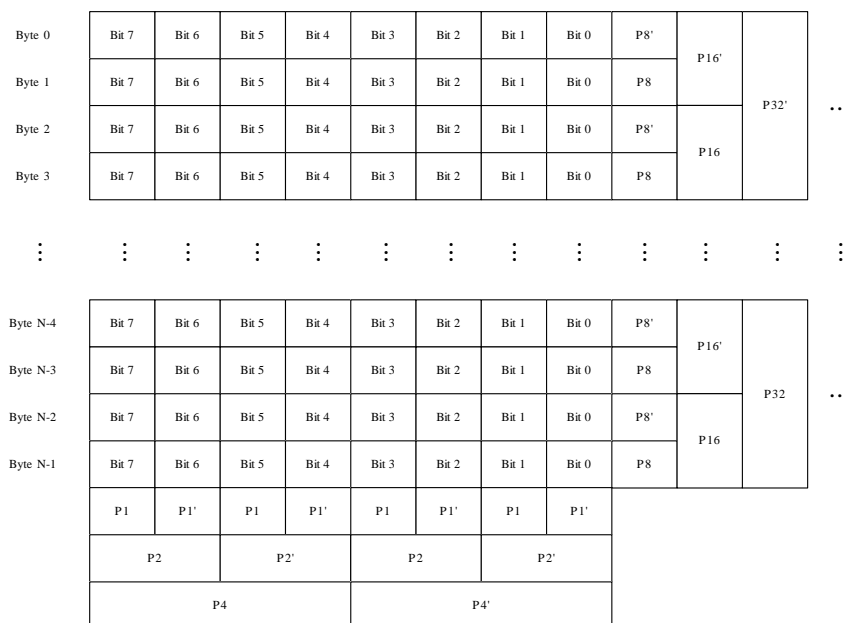 Byte 0 Bit 7 Bit 6 Bit 5 Bit 4 Bit 3 Bit 2 Bit 1 Bit 0 P8'
P16'
Byte 1 Bit 7 Bit 6 Bit 5 Bit 4 Bit 3 Bit 2 Bit 1 Bit 0 P8
P32' ..
Byte 2 Bit 7 Bit 6 Bit 5 Bit 4 Bit 3 Bit 2 Bit 1 Bit 0 P8'
P16
Byte 3 Bit 7 Bit 6 Bit 5 Bit 4 Bit 3 Bit 2 Bit 1 Bit 0 P8
⋮ ⋮ ⋮ ⋮ ⋮ ⋮ ⋮ ⋮ ⋮ ⋮ ⋮ ⋮ ⋮
Byte N-4 Bit 7 Bit 6 Bit 5 Bit 4 Bit 3 Bit 2 Bit 1 Bit 0 P8'
P16'
Byte N-3 Bit 7 Bit 6 Bit 5 Bit 4 Bit 3 Bit 2 Bit 1 Bit 0 P8
P32 ..
Byte N-2 Bit 7 Bit 6 Bit 5 Bit 4 Bit 3 Bit 2 Bit 1 Bit 0 P8'
P16
Byte N-1 Bit 7 Bit 6 Bit 5 Bit 4 Bit 3 Bit 2 Bit 1 Bit 0 P8
P1 P1' P1 P1' P1 P1' P1 P1'
P2 P2' P2 P2'
P4 P4'